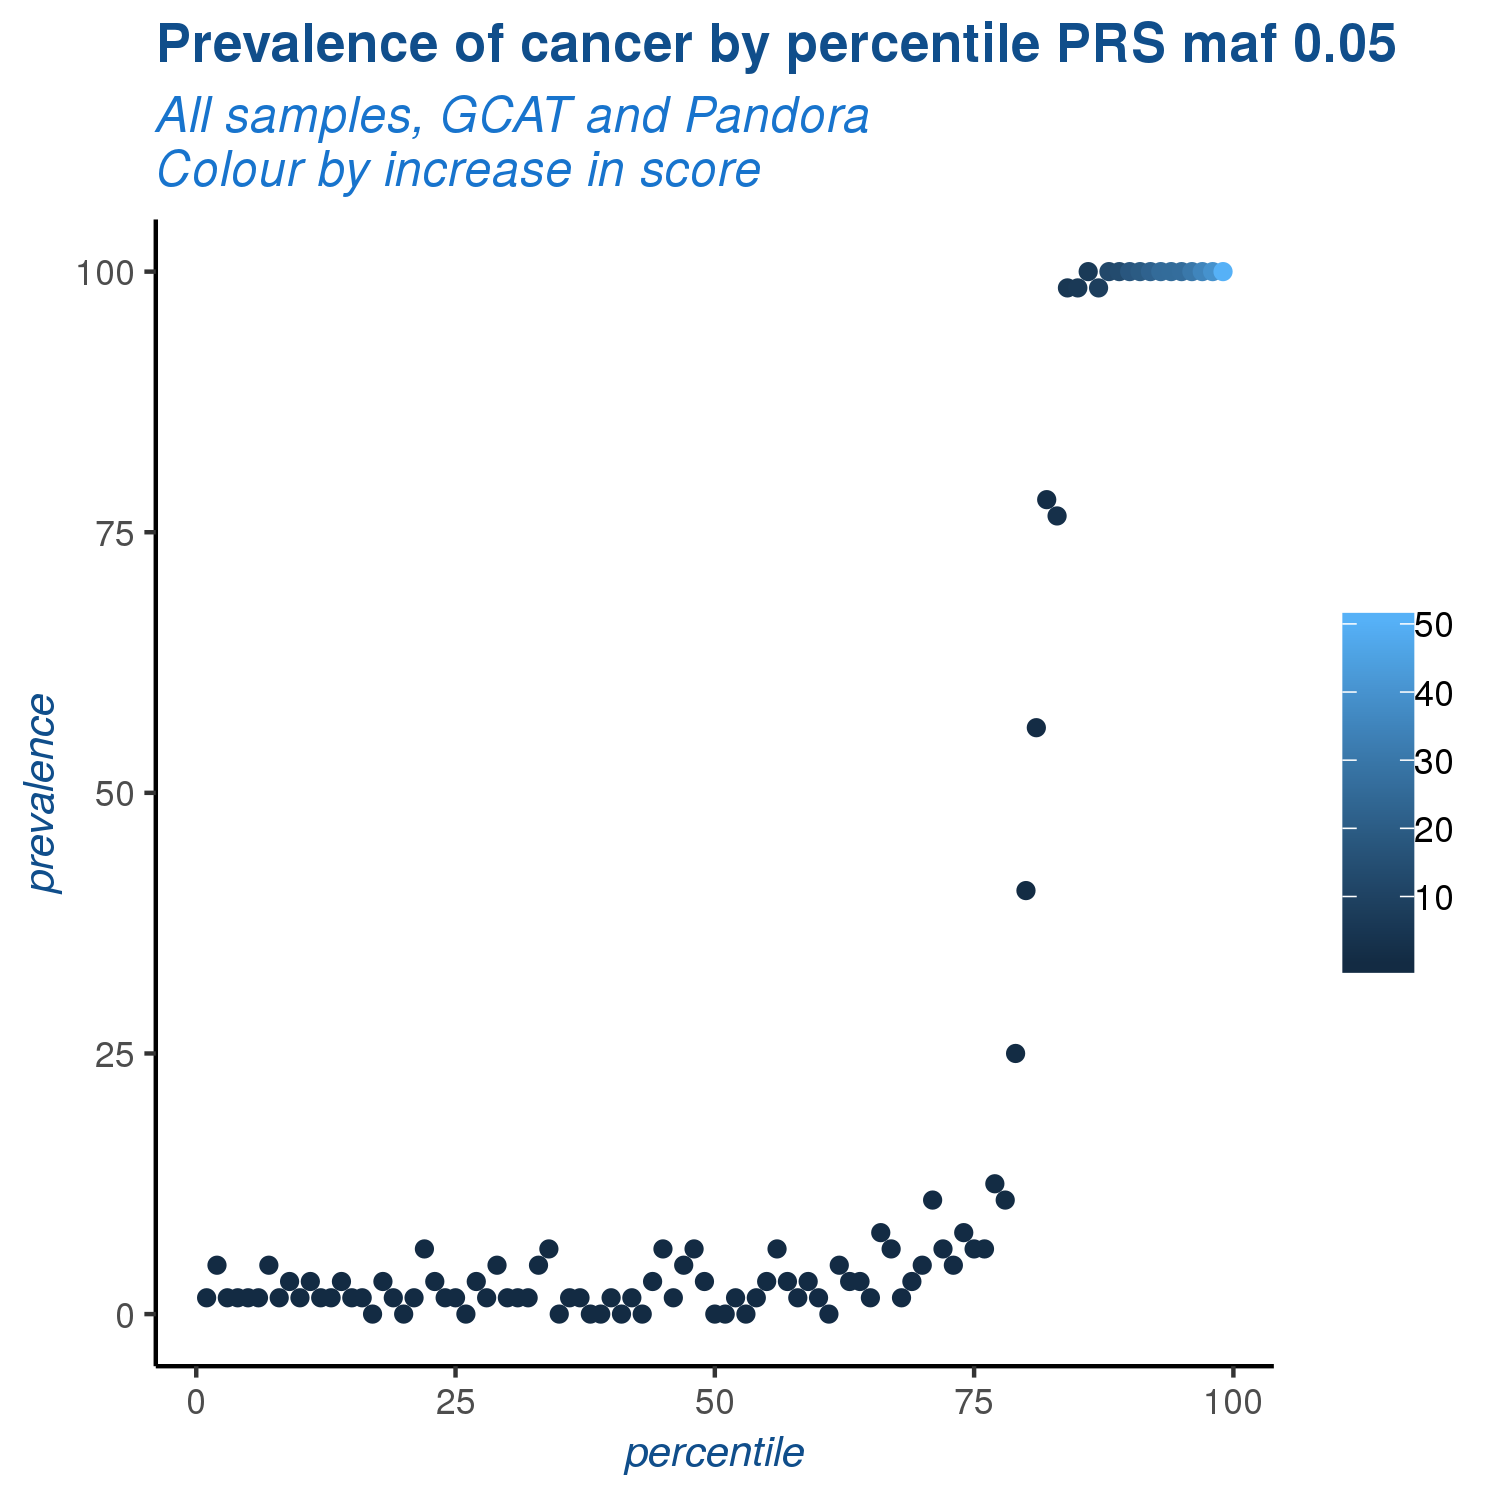 Prevalence of cancer by percentile PRS maf 0.05
All samples, GCAT and Pandora
Colour by increase in score
100
75
50
25
0
prevalence
0 25 50 75 100
percentile
50
40
30
20
10